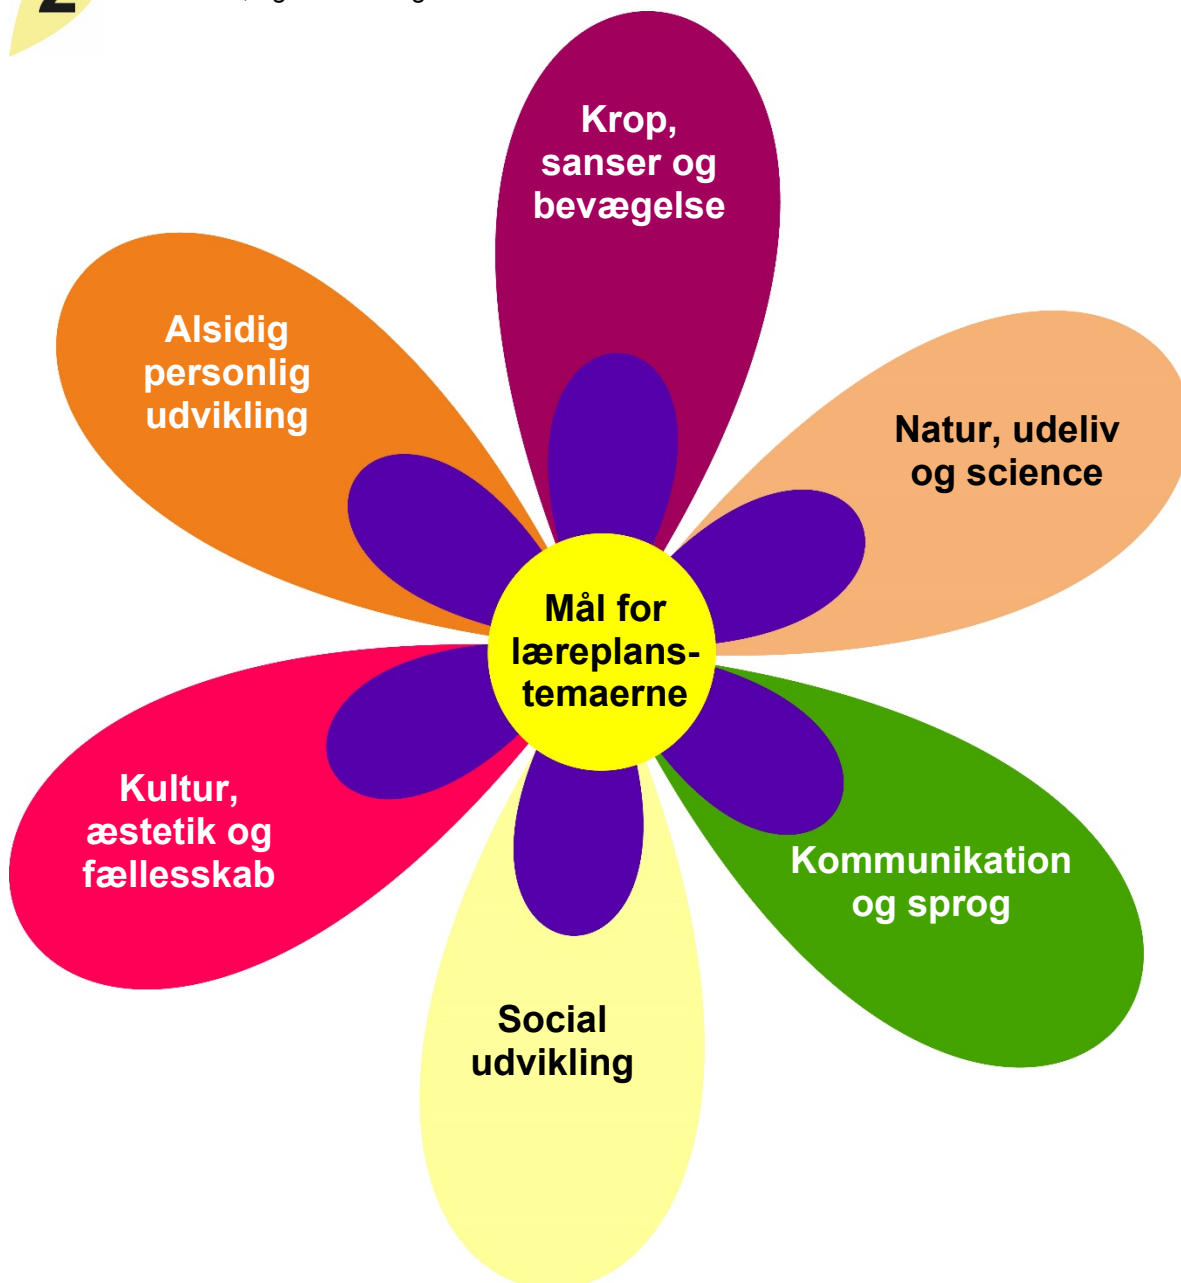 2
Krop,
sanser og
bevægelse
Alsidig
personlig
udvikling
Natur, udeliv
og science
Mål for
læreplans-
temaerne
Kultur,
æstetik og
fællesskab
Kommunikation
og sprog
Social
udvikling